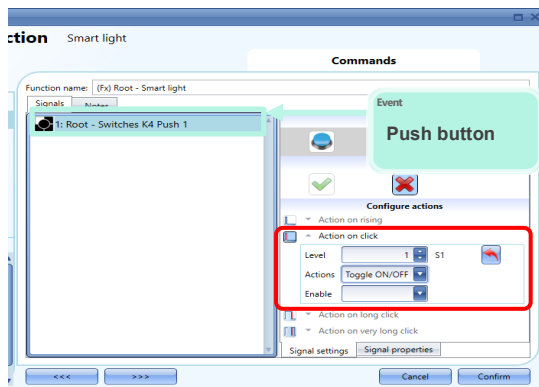 ction Smart light
Commands
Function name: (Fx) Root - Smart light
Signals Notes
Event
Push button
1: Root - Switches K4 Push 1
Configure actions
Action on rising
Action on click
Level 1 S1
Actions Toggle ON/OFF
Enable
Action on long click
Action on very long click
Signal settings Signal properties
<<< >>> Cancel Confirm